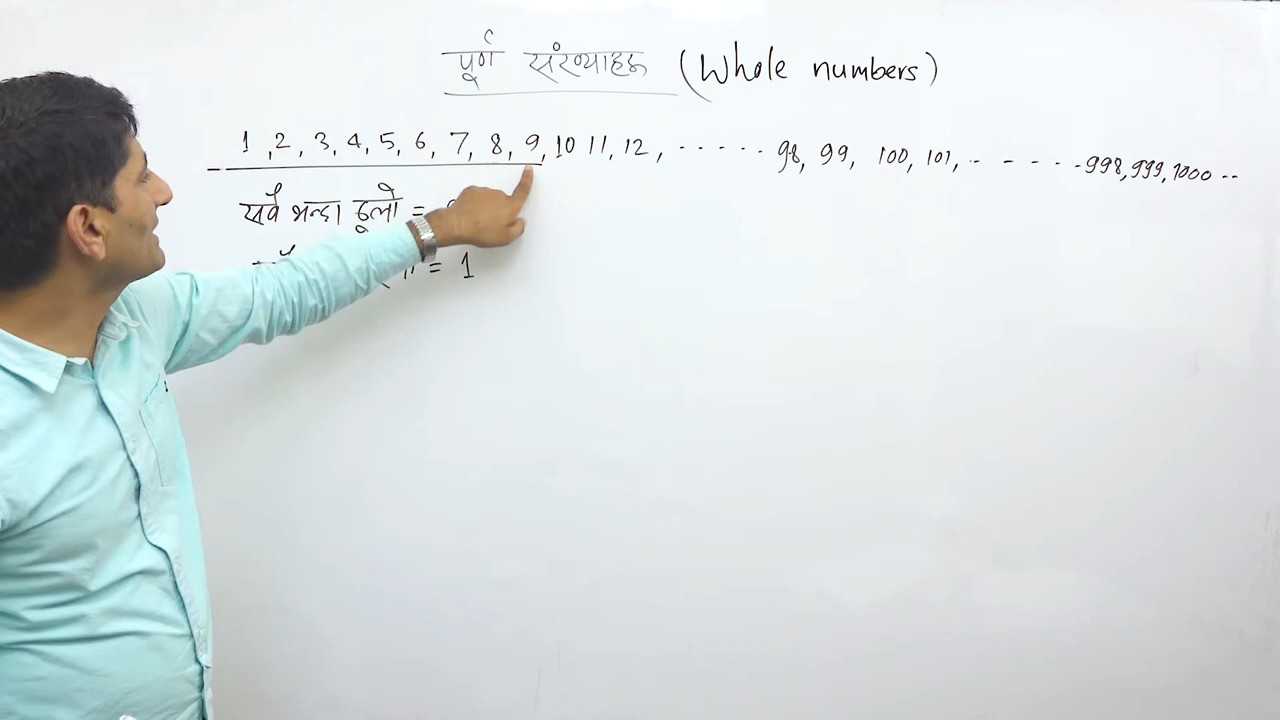 पूर्ण संख्याहरू (Whole numbers)
1, 2, 3, 4, 5, 6, 7, 8, 9, 10 11, 12, ..... 98, 99, 100, 101, - - - - - 998, 999, 1000 --
सबै भन्दा ठूलो =
= 1